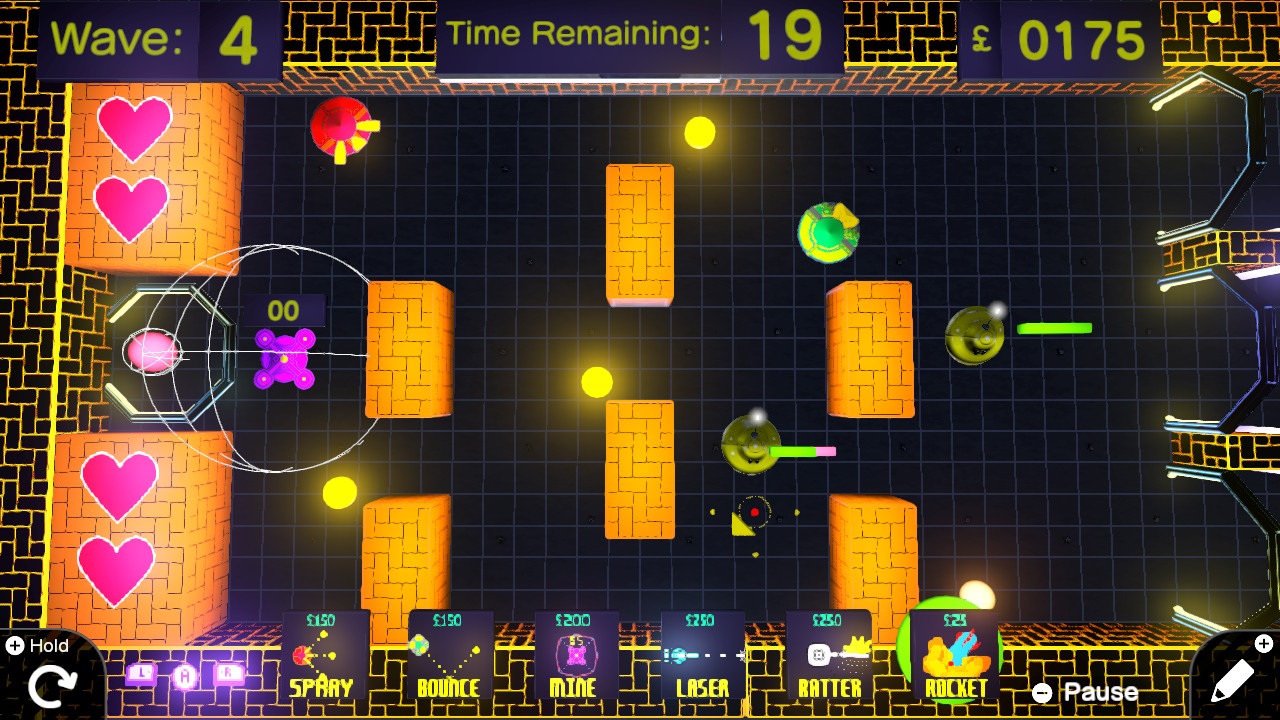 Wave: 4
Time Remaining: 19
£ 0175
00
+ Hold
L A R
£150
SPRAY
£150
BOUNCE
£200
MINE
£250
LASER
£250
BATTER
£25
ROCKET
- Pause
+